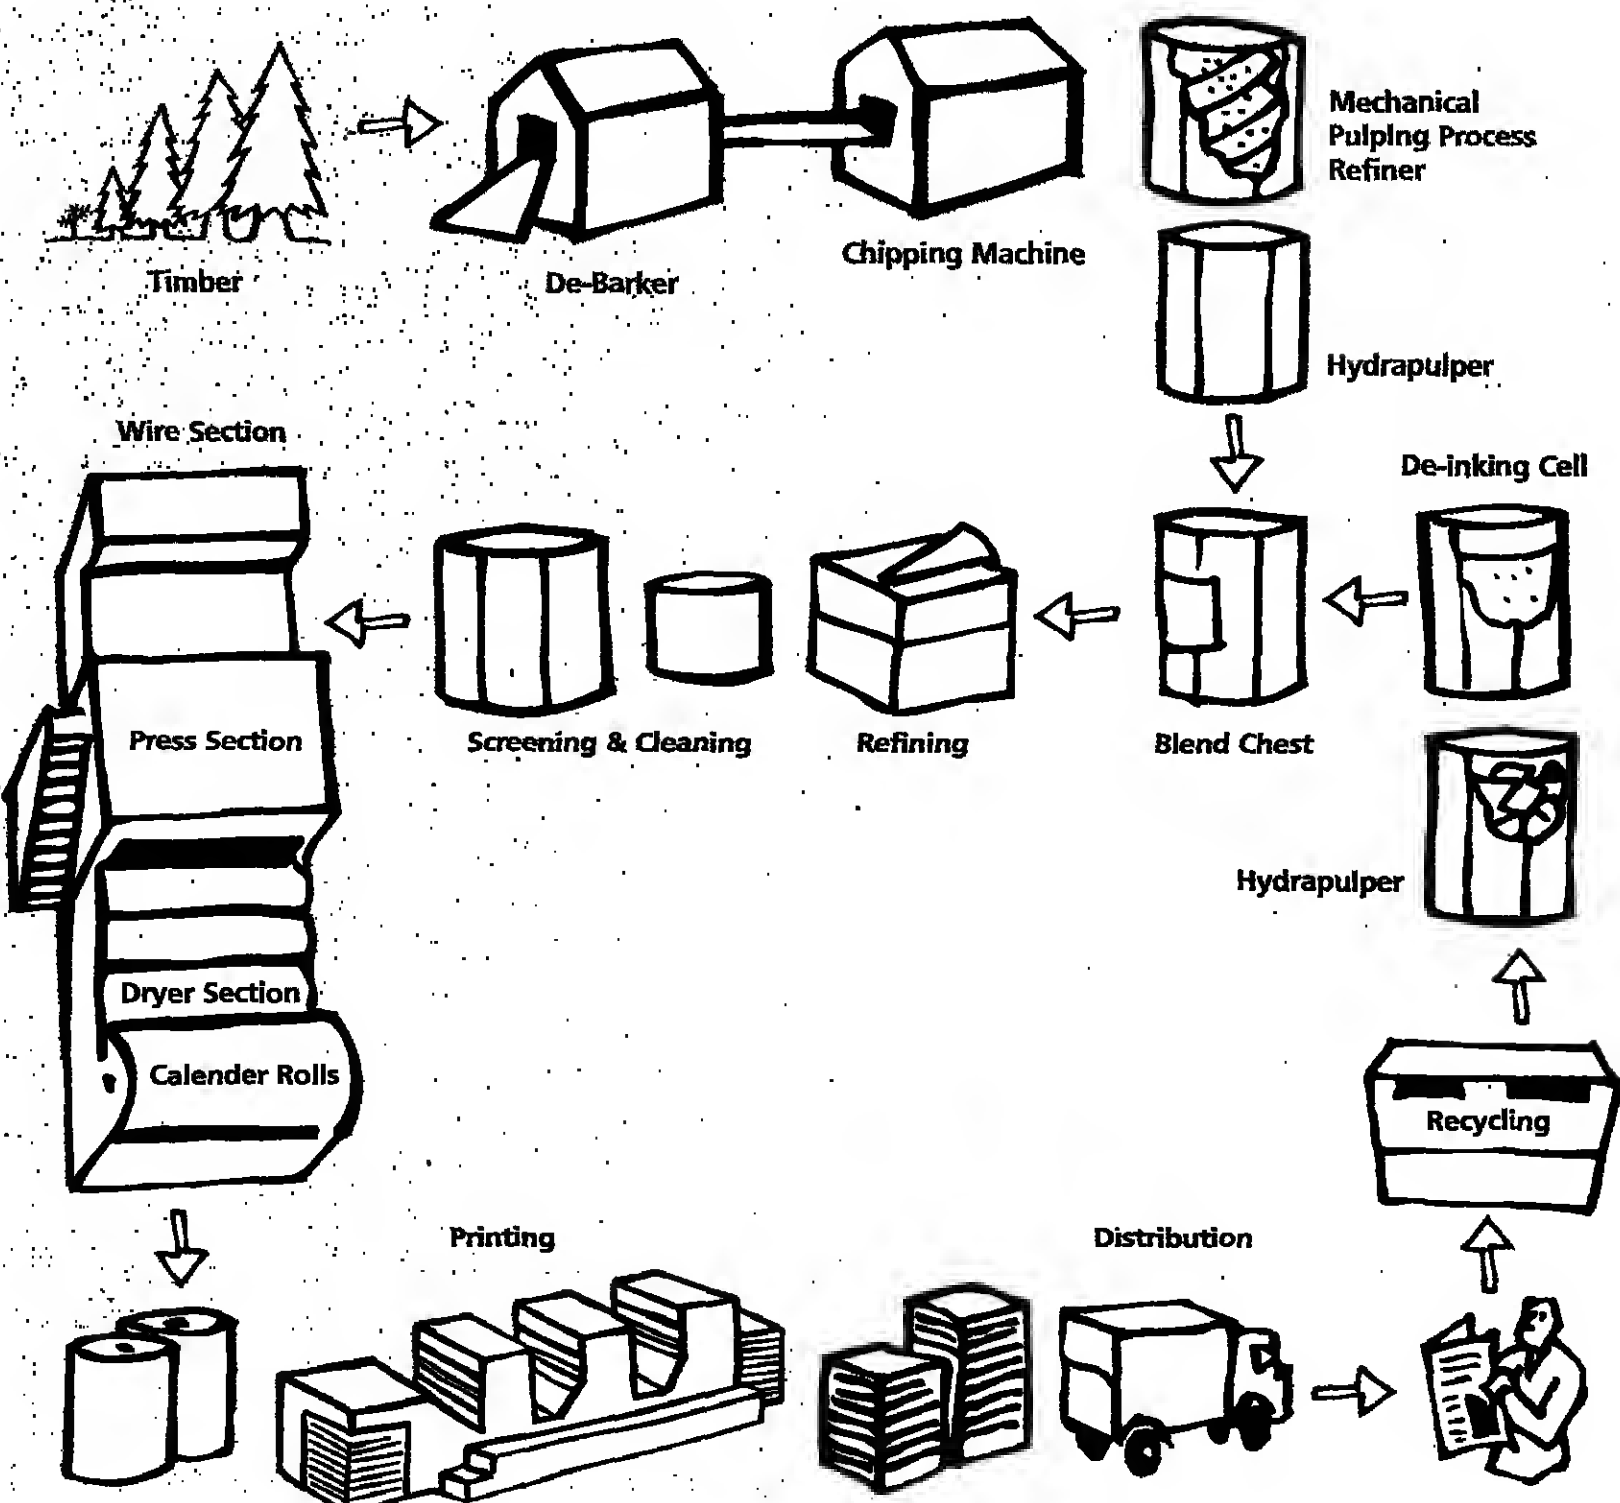 Mechanical
Pulping Process
Refiner
Timber
De-Barker
Chipping Machine
Hydrapulper
Wire Section
De-inking Cell
Press Section
Screening & Cleaning
Refining
Blend Chest
Hydrapulper
Dryer Section
Calender Rolls
Recycling
Printing
Distribution